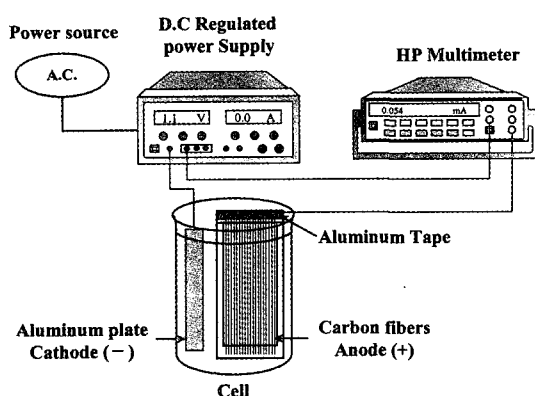 Power source
A.C.
D.C Regulated
power Supply
HP Multimeter
1.1 V
0.0 A
0.054 mA
Aluminum Tape
Aluminum plate
Cathode (−)
Carbon fibers
Anode (+)
Cell